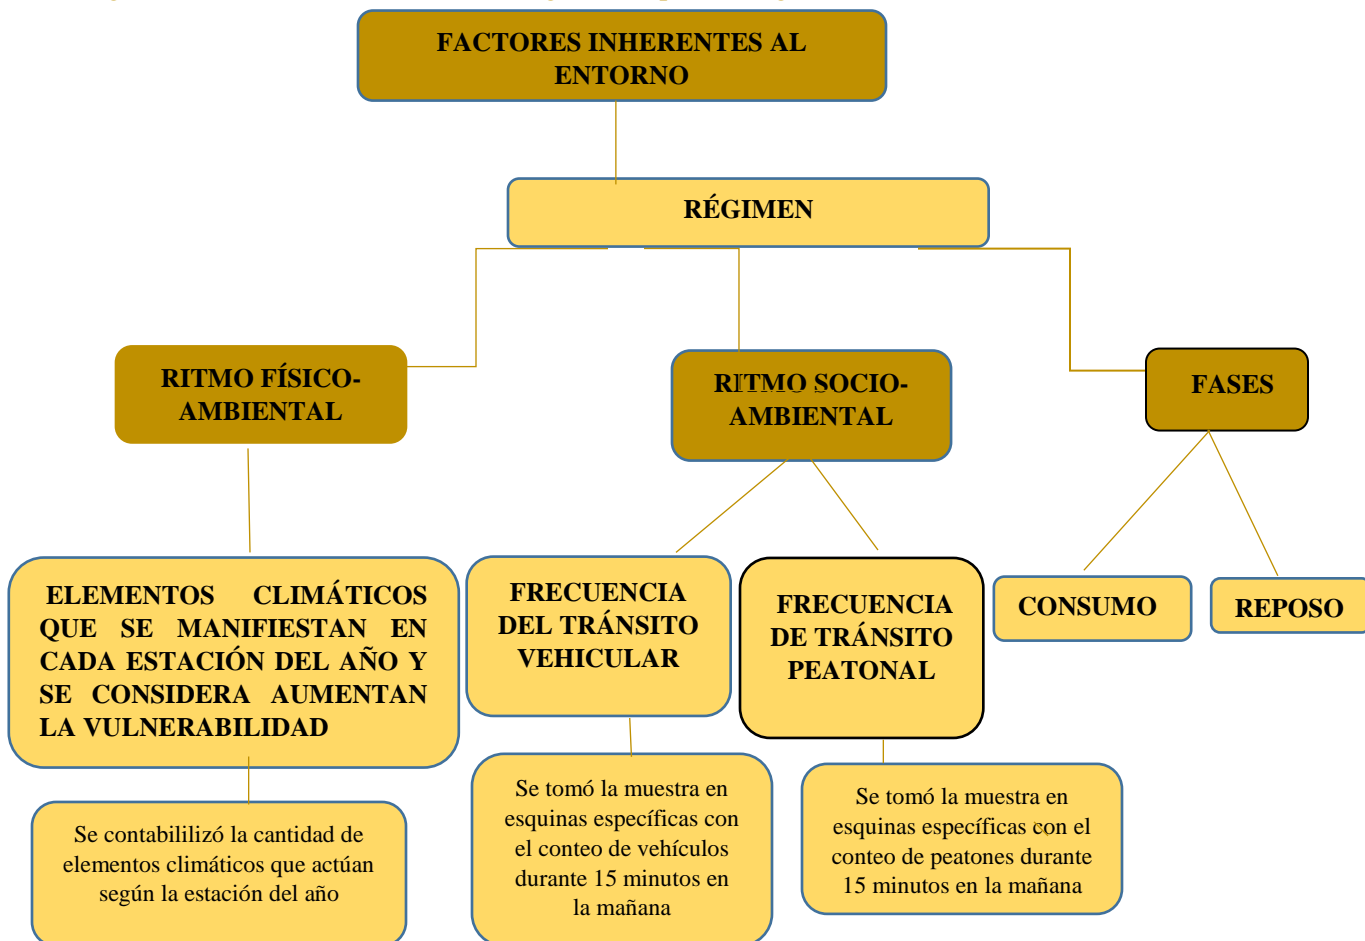 FACTORES INHERENTES AL
ENTORNO
RÉGIMEN
RITMO FÍSICO-
AMBIENTAL
RITMO SOCIO-
AMBIENTAL
FASES
ELEMENTOS CLIMÁTICOS
QUE SE MANIFIESTAN EN
CADA ESTACIÓN DEL AÑO Y
SE CONSIDERA AUMENTAN
LA VULNERABILIDAD
FRECUENCIA
DEL TRÁNSITO
VEHICULAR
FRECUENCIA
DE TRÁNSITO
PEATONAL
CONSUMO
REPOSO
Se contabililizó la cantidad de
elementos climáticos que actúan
según la estación del año
Se tomó la muestra en
esquinas específicas con
el conteo de vehículos
durante 15 minutos en
la mañana
Se tomó la muestra en
esquinas específicas con el
conteo de peatones durante
15 minutos en la mañana